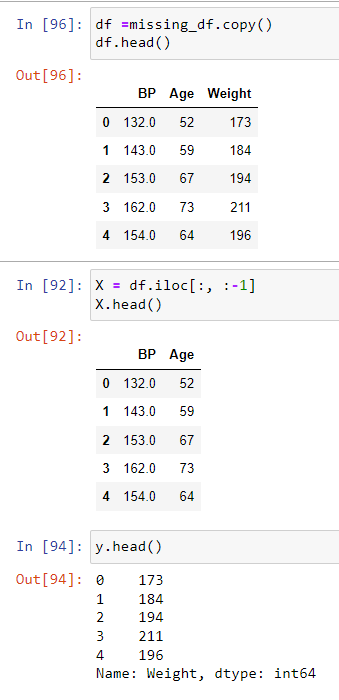 In [96]: df =missing_df.copy()
df.head()
Out[96]:
BP Age Weight
0 132.0 52 173
1 143.0 59 184
2 153.0 67 194
3 162.0 73 211
4 154.0 64 196
In [92]: X = df.iloc[:, :-1]
X.head()
Out[92]:
BP Age
0 132.0 52
1 143.0 59
2 153.0 67
3 162.0 73
4 154.0 64
In [94]: y.head()
Out[94]: 0 173
1 184
2 194
3 211
4 196
Name: Weight, dtype: int64